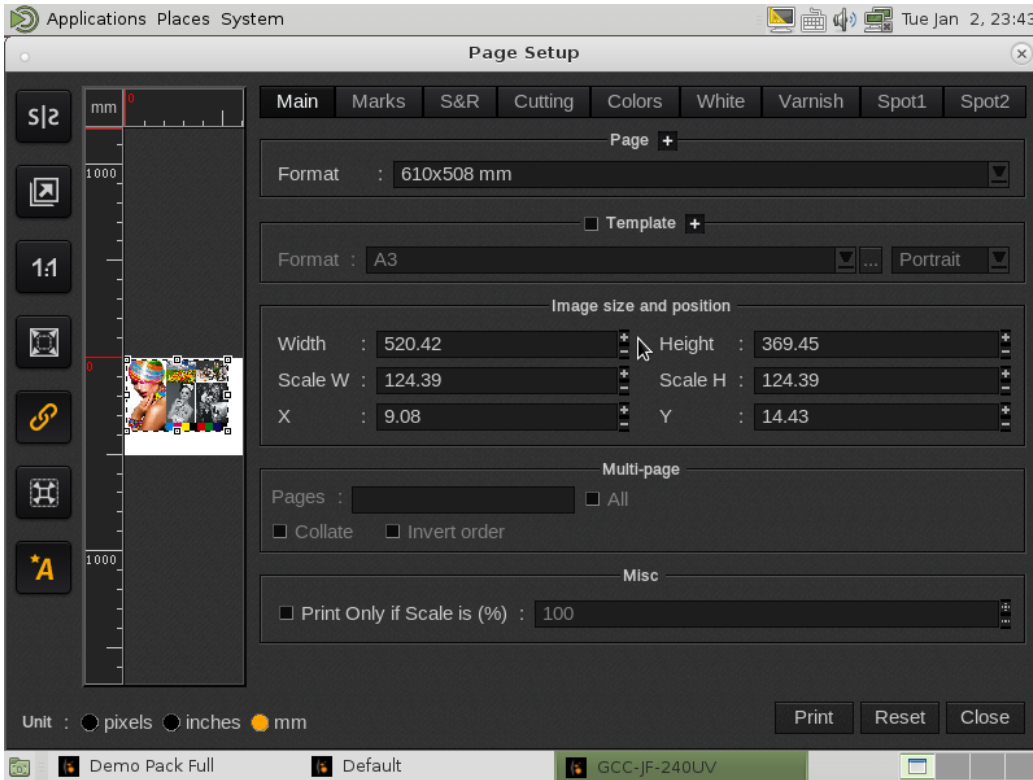 Applications Places System
Tue Jan 2, 23:43
Page Setup
s|s
mm
0
Main
Marks
S&R
Cutting
Colors
White
Varnish
Spot1
Spot2
Page +
1000
Format : 610x508 mm
Template +
1:1
Format : A3 ... Portrait
Image size and position
Width : 520.42
Height : 369.45
0
Scale W : 124.39
Scale H : 124.39
X : 9.08
Y : 14.43
Multi-page
Pages :
All
Collate
Invert order
1000
A
Misc
Print Only if Scale is (%) : 100
Unit : pixels inches mm
Print
Reset
Close
Demo Pack Full
Default
GCC-JF-240UV